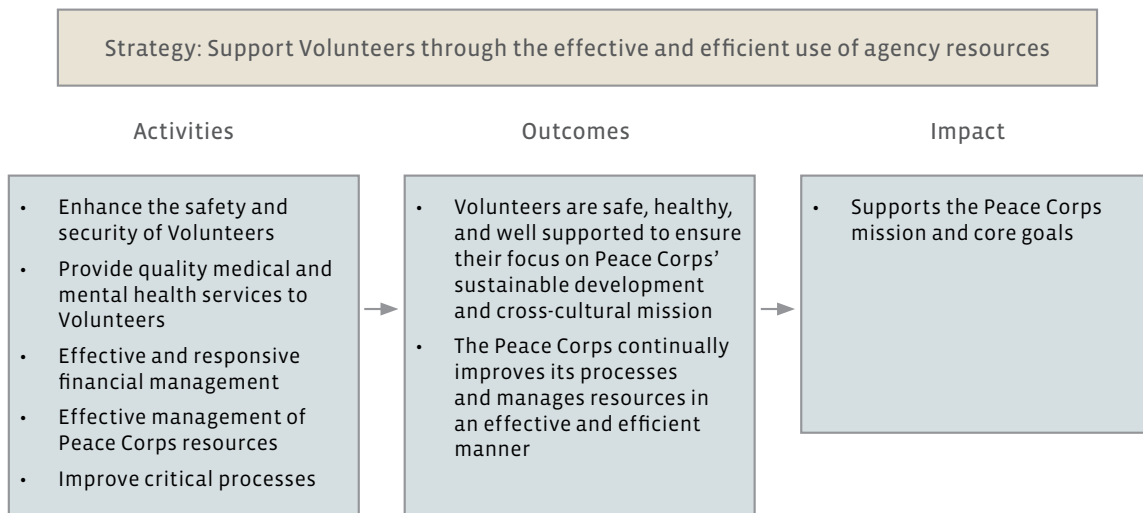 Strategy: Support Volunteers through the effective and efficient use of agency resources
Activities
• Enhance the safety and
security of Volunteers
• Provide quality medical and
mental health services to
Volunteers
• Effective and responsive
financial management
• Effective management of
Peace Corps resources
• Improve critical processes
Outcomes
• Volunteers are safe, healthy,
and well supported to ensure
their focus on Peace Corps’
sustainable development
and cross-cultural mission
• The Peace Corps continually
improves its processes
and manages resources in
an effective and efficient
manner
Impact
• Supports the Peace Corps
mission and core goals